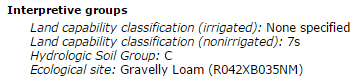 Interpretive groups
Land capability classification (irrigated): None specified
Land capability classification (nonirrigated): 7s
Hydrologic Soil Group: C
Ecological site: Gravelly Loam (R042XB035NM)